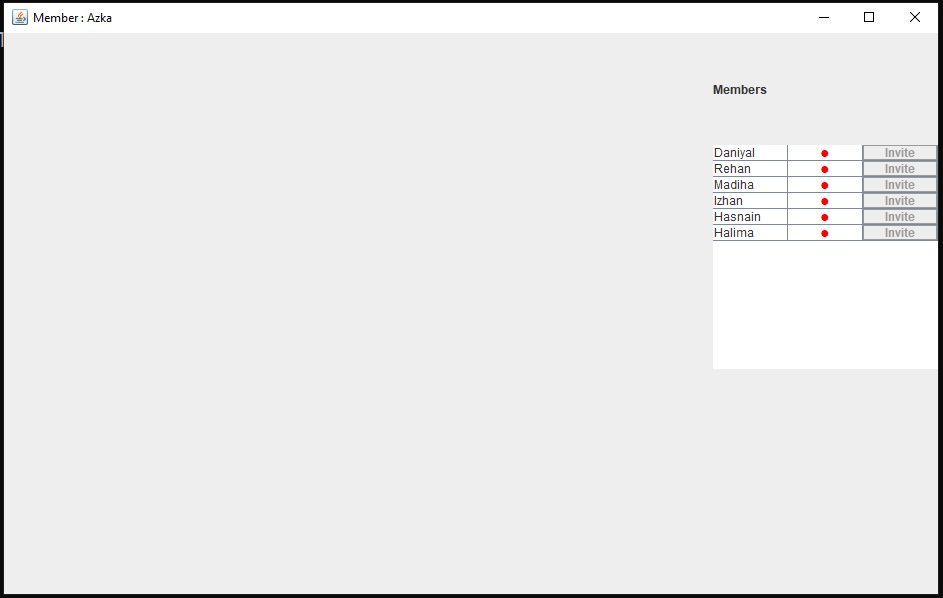 Member : Azka
Members
Daniyal ● Invite
Rehan ● Invite
Madiha ● Invite
Izhan ● Invite
Hasnain ● Invite
Halima ● Invite